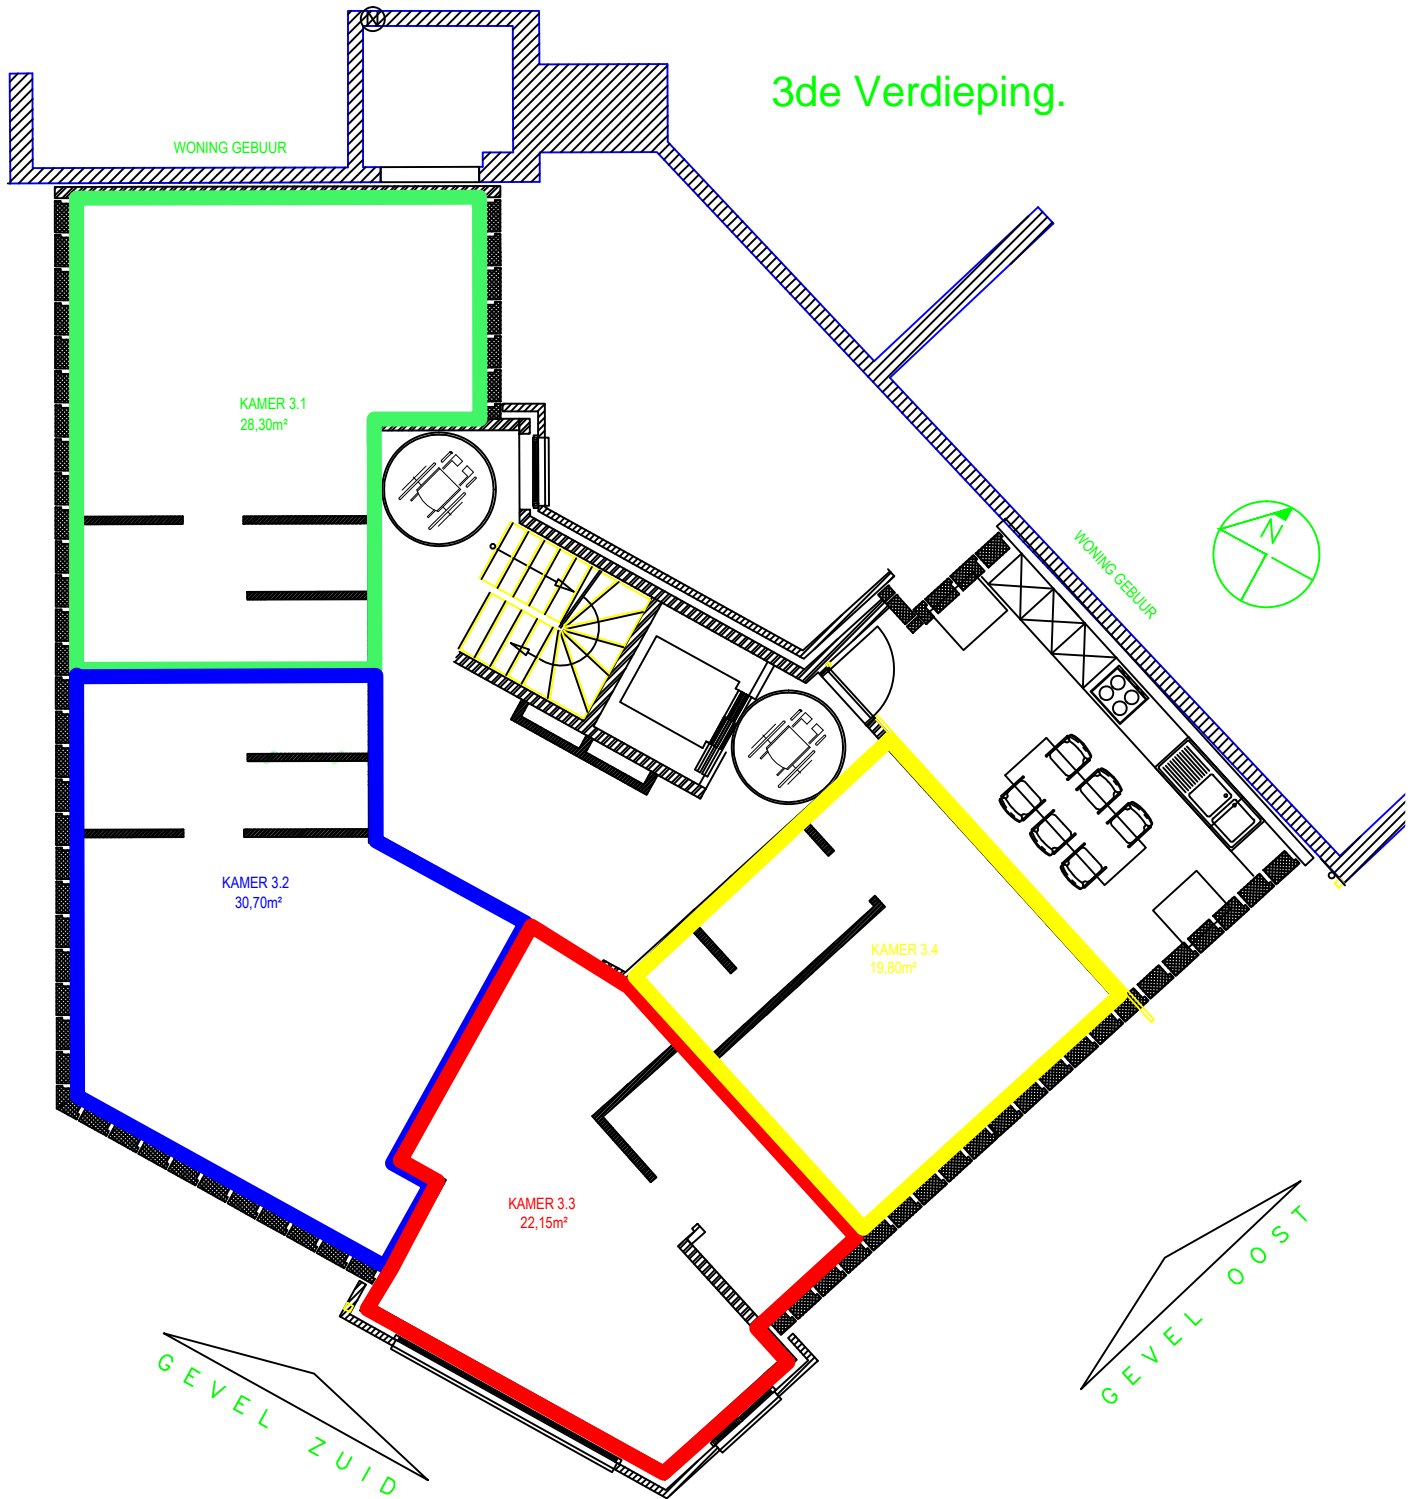 N
3de Verdieping.
WONING GEBUUR
KAMER 3.1
28,30m²
WONING GEBUUR
N
KAMER 3.2
30,70m²
KAMER 3.4
19,80m²
KAMER 3.3
22,15m²
GEVEL OOST
GEVEL ZUID